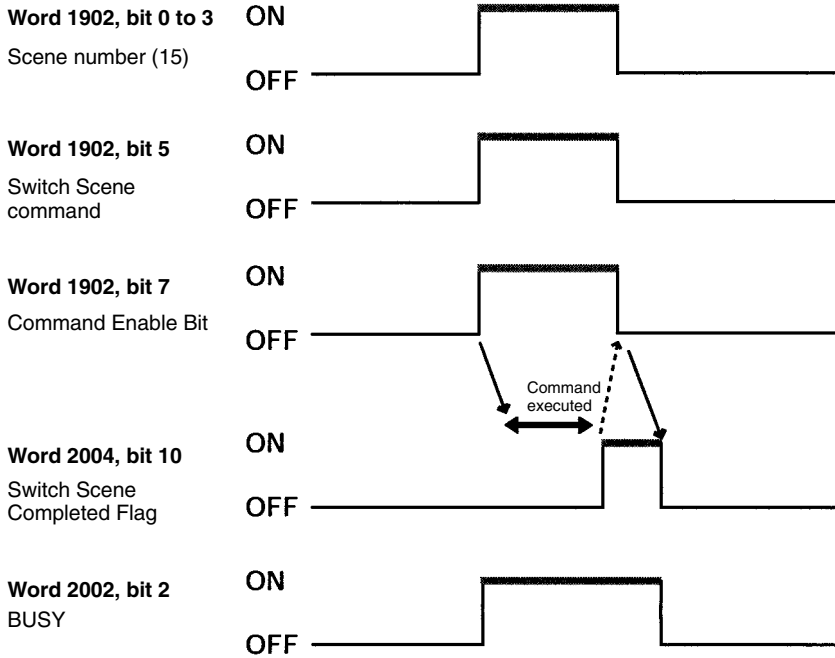 Word 1902, bit 0 to 3
ON
Scene number (15)
OFF
Word 1902, bit 5
ON
Switch Scene
command
OFF
Word 1902, bit 7
ON
Command Enable Bit
OFF
Command
executed
Word 2004, bit 10
ON
Switch Scene
Completed Flag
OFF
Word 2002, bit 2
ON
BUSY
OFF